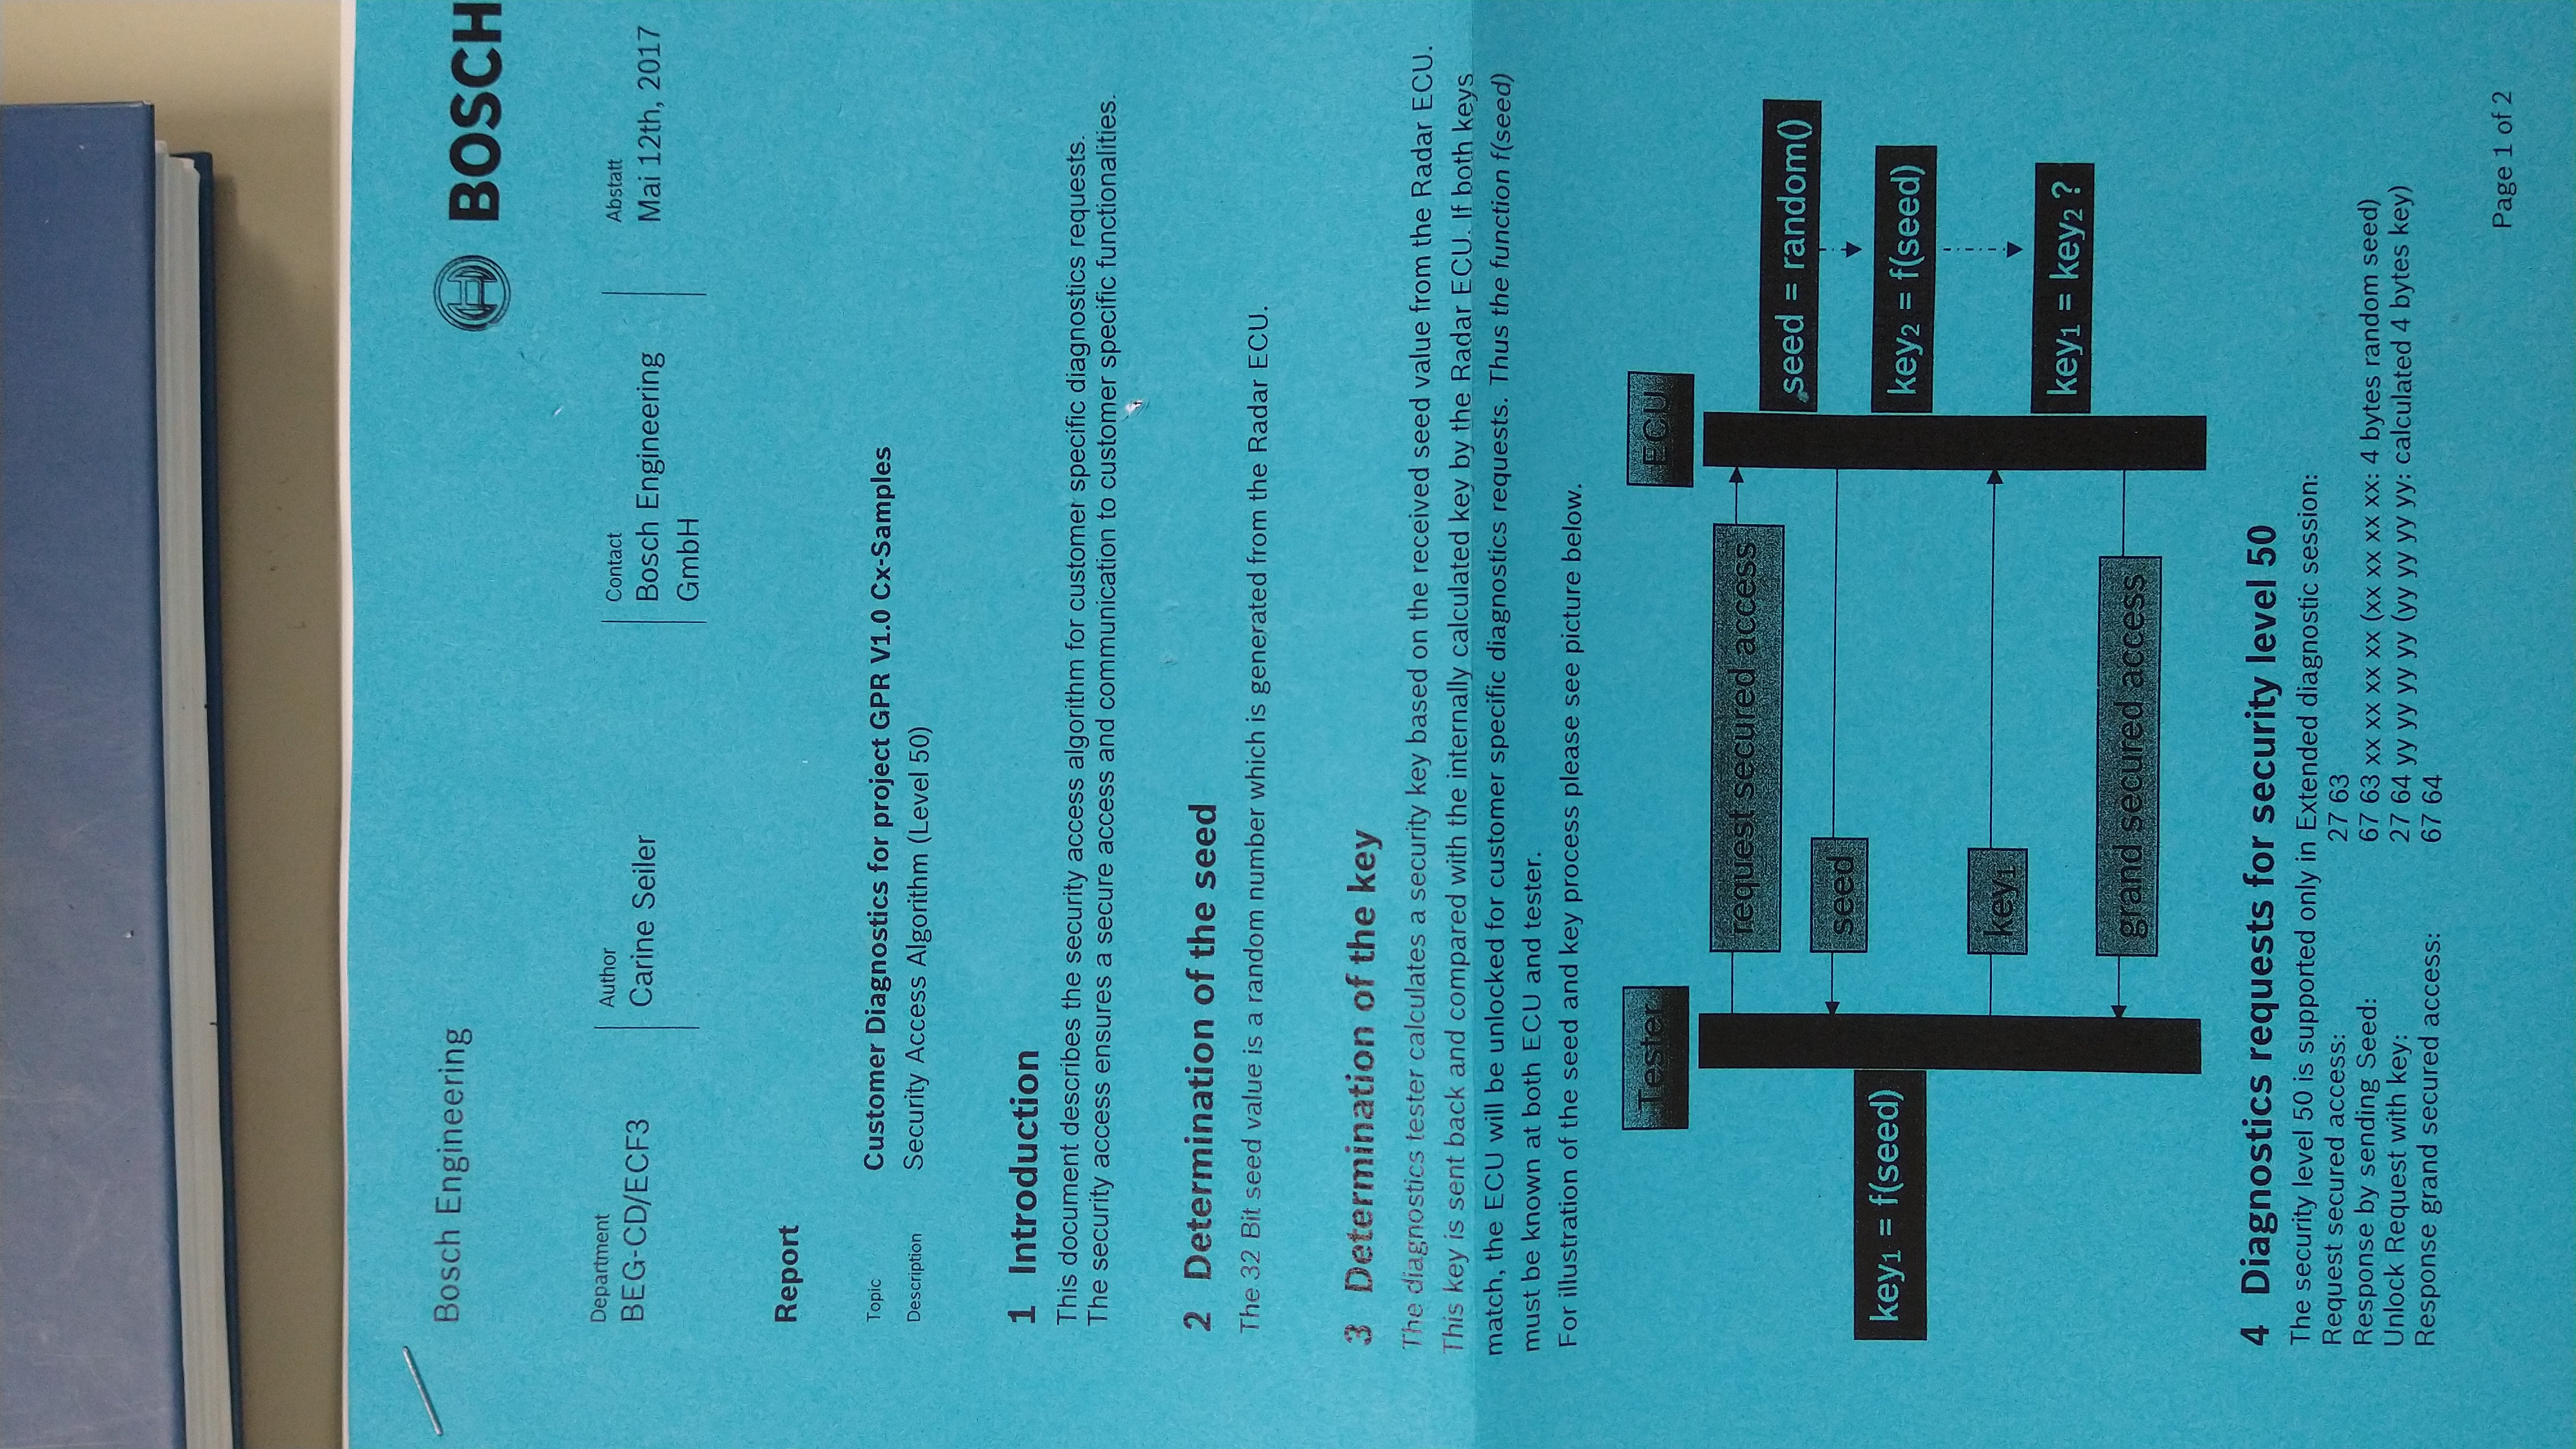 Bosch Engineering
BOSCH
Department
BEG-CD/ECF3
Author
Carine Seiler
Contact
Bosch Engineering
GmbH
Abstatt
Mai 12th, 2017
Report
Topic Customer Diagnostics for project GPR V1.0 Cx-Samples
Description Security Access Algorithm (Level 50)
1 Introduction
This document describes the security access algorithm for customer specific diagnostics requests.
The security access ensures a secure access and communication to customer specific functionalities.
2 Determination of the seed
The 32 Bit seed value is a random number which is generated from the Radar ECU.
3 Determination of the key
The diagnostics tester calculates a security key based on the received seed value from the Radar ECU.
This key is sent back and compared with the internally calculated key by the Radar ECU. If both keys
match, the ECU will be unlocked for customer specific diagnostics requests. Thus the function f(seed)
must be known at both ECU and tester.
For illustration of the seed and key process please see picture below.
Tester
ECU
request secured access
seed = random()
seed
key₁ = f(seed)
key₂ = f(seed)
key₁
key₁ = key₂ ?
grand secured access
4 Diagnostics requests for security level 50
The security level 50 is supported only in Extended diagnostic session:
Request secured access: 27 63
Response by sending Seed: 67 63 xx xx xx xx (xx xx xx xx: 4 bytes random seed)
Unlock Request with key: 27 64 yy yy yy yy (yy yy yy yy: calculated 4 bytes key)
Response grand secured access: 67 64
Page 1 of 2